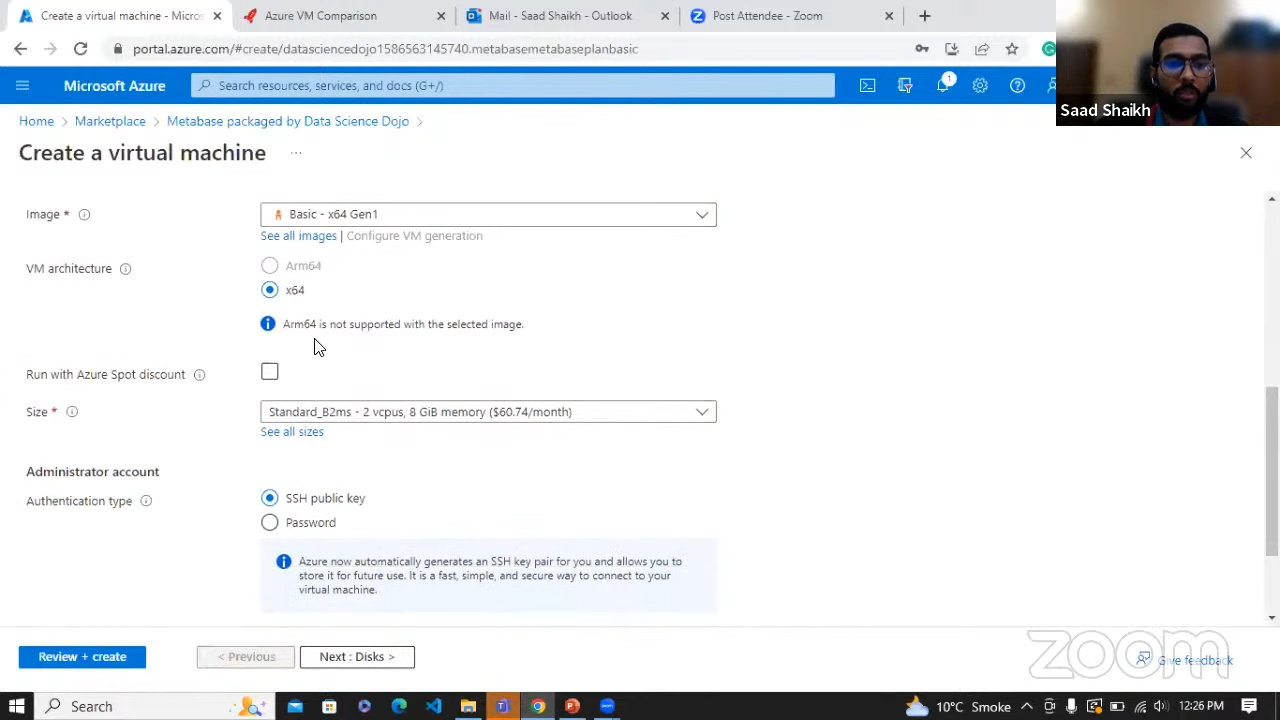 Create a virtual machine - Micros
Azure VM Comparison
Mail - Saad Shaikh - Outlook
Post Attendee - Zoom
portal.azure.com/#create/datasciencedojo1586563145740.metabasemetabaseplanbasic
Microsoft Azure
Search resources, services, and docs (G+/)
1
Saad Shaikh
Home > Marketplace > Metabase packaged by Data Science Dojo >
Create a virtual machine ...
Image *
Basic - x64 Gen1
See all images | Configure VM generation
VM architecture
Arm64
x64
Arm64 is not supported with the selected image.
Run with Azure Spot discount
Size *
Standard_B2ms - 2 vcpus, 8 GiB memory ($60.74/month)
See all sizes
Administrator account
Authentication type
SSH public key
Password
Azure now automatically generates an SSH key pair for you and allows you to
store it for future use. It is a fast, simple, and secure way to connect to your
virtual machine.
Review + create
< Previous
Next : Disks >
zoom
Give feedback
Search
10°C Smoke
12:26 PM